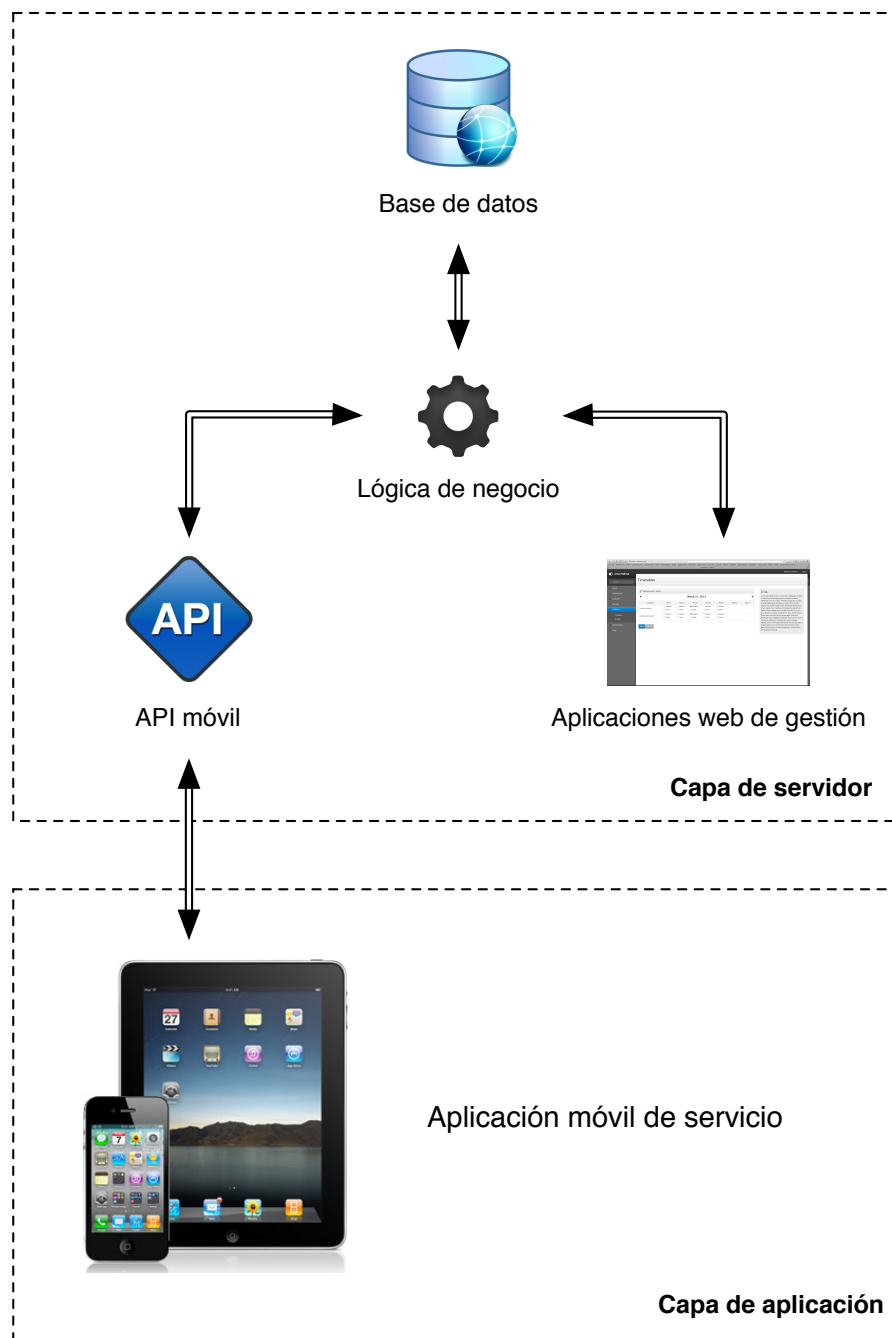 Base de datos
Lógica de negocio
API
API móvil
Timetables
Aplicaciones web de gestión
Capa de servidor
Aplicación móvil de servicio
Capa de aplicación